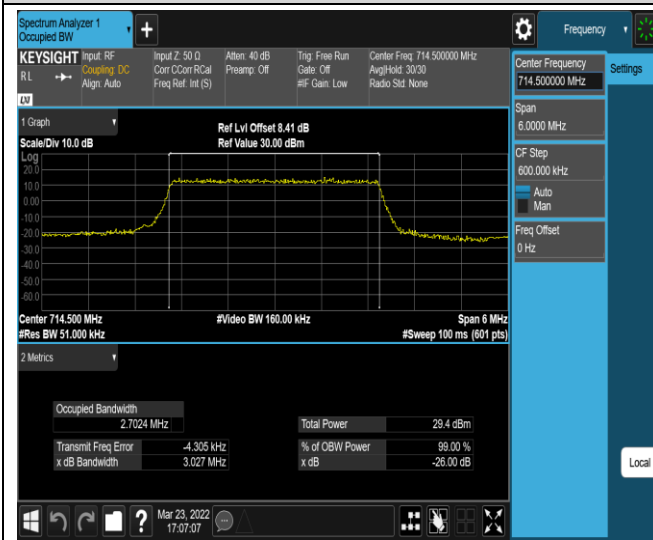 Spectrum Analyzer 1
Occupied BW
+
Frequency
KEYSIGHT
RL
LXI
Input: RF
Coupling: DC
Align: Auto
Input Z: 50 Ω
Corr CCorr RCal
Freq Ref: Int (S)
Atten: 40 dB
Preamp: Off
Trig: Free Run
Gate: Off
#IF Gain: Low
Center Freq: 714.500000 MHz
Avg|Hold: 30/30
Radio Std: None
Center Frequency
714.500000 MHz
Settings
Span
6.0000 MHz
CF Step
600.000 kHz
Auto
Man
Freq Offset
0 Hz
1 Graph
Scale/Div 10.0 dB
Ref Lvl Offset 8.41 dB
Ref Value 30.00 dBm
Log
20.0
10.0
0.00
-10.0
-20.0
-30.0
-40.0
-50.0
-60.0
Center 714.500 MHz
#Res BW 51.000 kHz
#Video BW 160.00 kHz
Span 6 MHz
#Sweep 100 ms (601 pts)
2 Metrics
Occupied Bandwidth
2.7024 MHz
Total Power 29.4 dBm
Transmit Freq Error -4.305 kHz
% of OBW Power 99.00 %
x dB Bandwidth 3.027 MHz
x dB -26.00 dB
Local
?
Mar 23, 2022
17:07:07